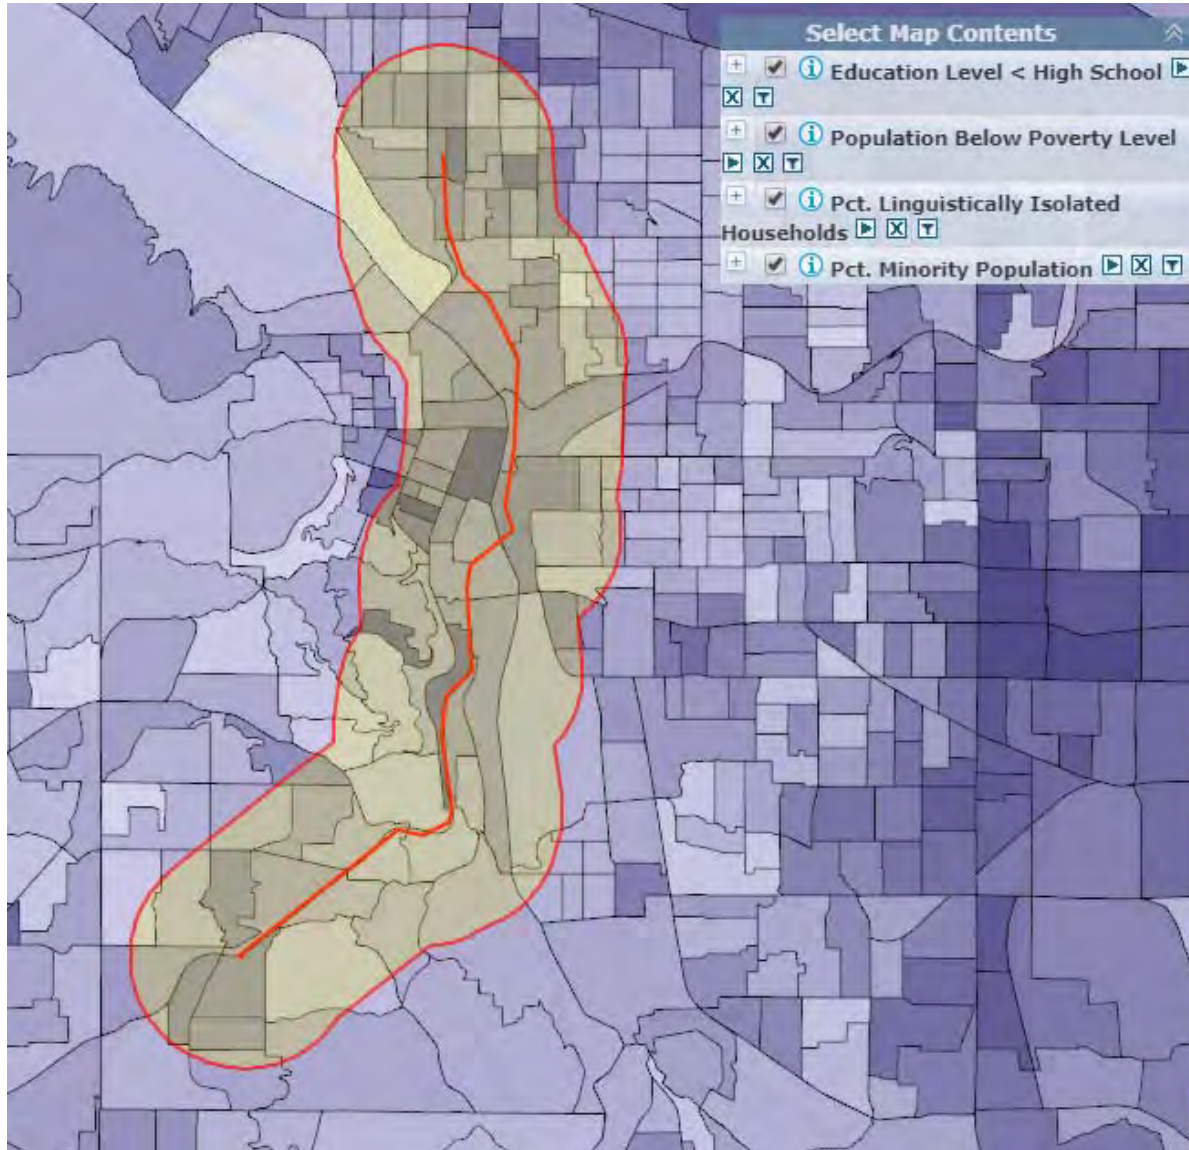 Select Map Contents
Education Level < High School
Population Below Poverty Level
Pct. Linguistically Isolated
Households
Pct. Minority Population